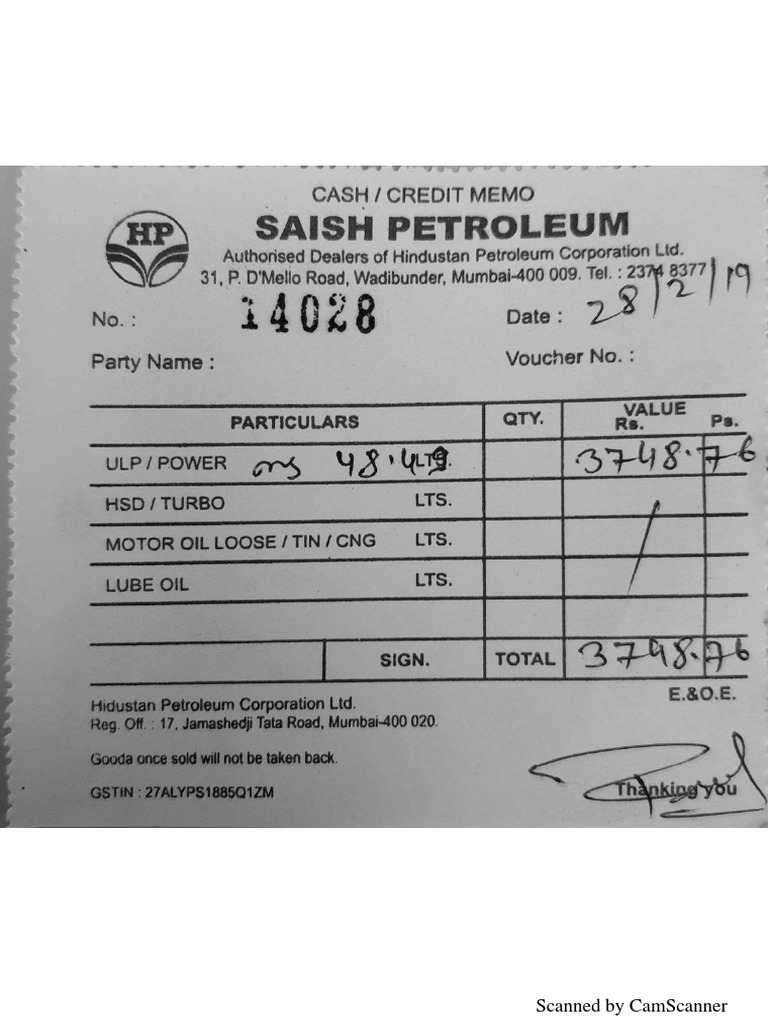 CASH / CREDIT MEMO
HP
SAISH PETROLEUM
Authorised Dealers of Hindustan Petroleum Corporation Ltd.
31, P. D'Mello Road, Wadibunder, Mumbai-400 009. Tel. : 2374 8377
No. : 14028 Date : 28/2/19
Party Name : Voucher No. :
PARTICULARS QTY. VALUE
Rs. Ps.
ULP / POWER ms 48.49 LTS. 3748.76
HSD / TURBO LTS.
MOTOR OIL LOOSE / TIN / CNG LTS.
LUBE OIL LTS.
SIGN. TOTAL 3748.76
Hidustan Petroleum Corporation Ltd. E.&O.E.
Reg. Off. : 17, Jamashedji Tata Road, Mumbai-400 020.
Gooda once sold will not be taken back.
GSTIN : 27ALYPS1885Q1ZM Thanking you
Scanned by CamScanner